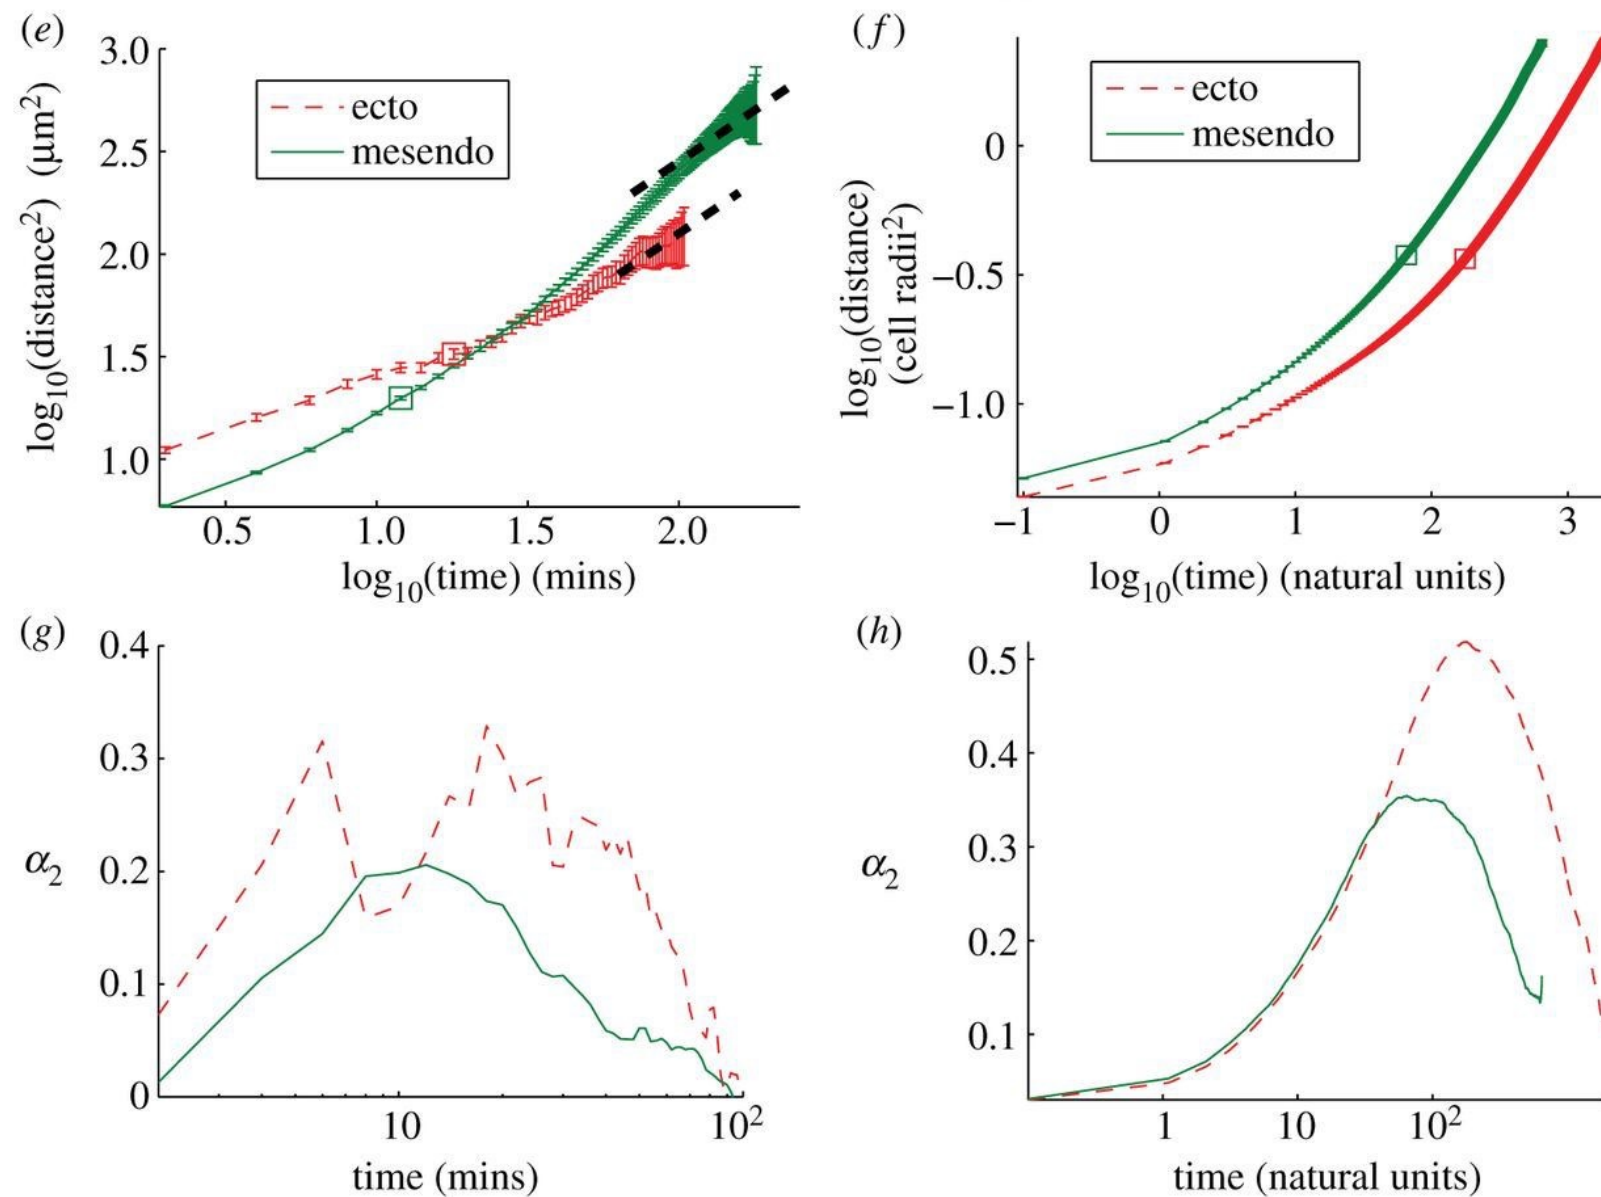 (e)
3.0
2.5
2.0
1.5
1.0
log₁₀(distance²) (μm²)
ecto
mesendo
0.5 1.0 1.5 2.0
log₁₀(time) (mins)
(f)
0
−0.5
−1.0
log₁₀(distance)
(cell radii²)
ecto
mesendo
−1 0 1 2 3
log₁₀(time) (natural units)
(g)
0.4
0.3
0.2
0.1
0
α₂
10 10²
time (mins)
(h)
0.5
0.4
0.3
0.2
0.1
α₂
1 10 10²
time (natural units)